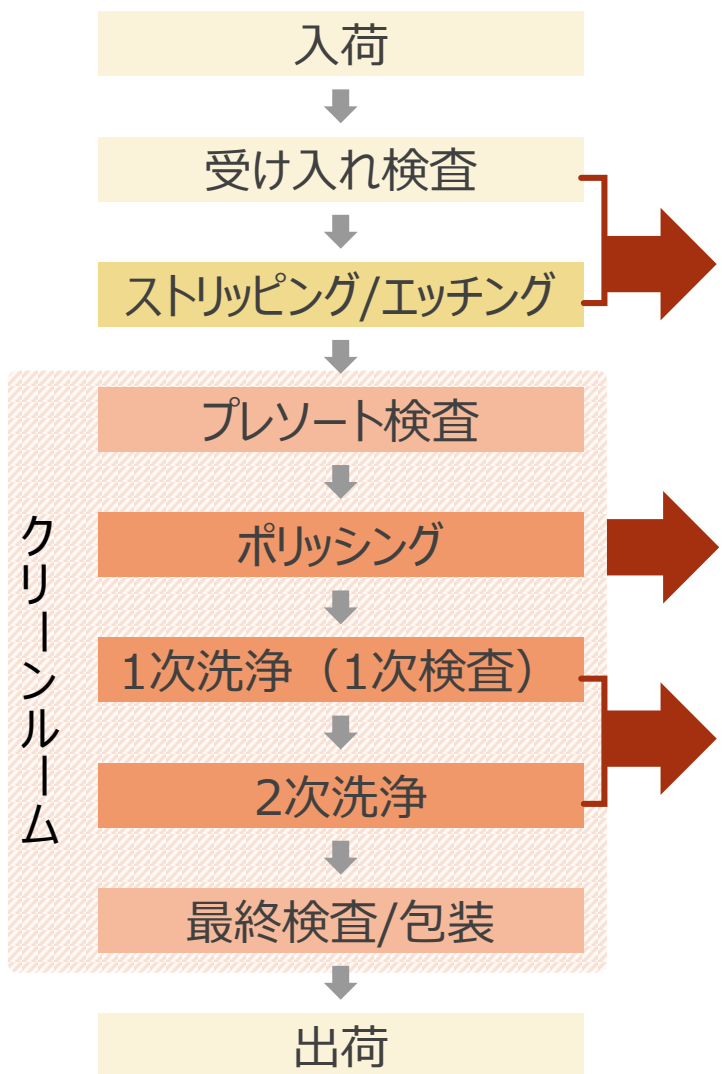 入荷
受け入れ検査
ストリッピング/エッチング
プレソート検査
クリーンルーム
ポリッシング
1次洗浄（1次検査）
2次洗浄
最終検査/包装
出荷